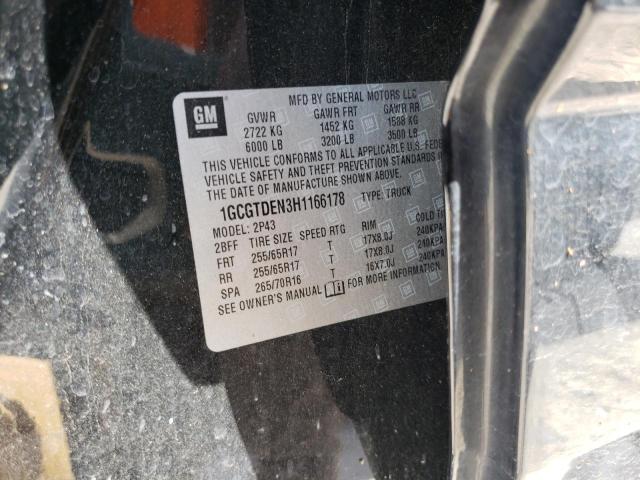 GM
MFD BY GENERAL MOTORS LLC
GVWR GAWR FRT GAWR RR
2722 KG 1452 KG 1588 KG
6000 LB 3200 LB 3500 LB
THIS VEHICLE CONFORMS TO ALL APPLICABLE U.S. FEDE
VEHICLE SAFETY AND THEFT PREVENTION STANDARDS
THE DATE OF MANUFACTURE SHOWN ABOVE.
1GCGTDEN3H1166178 TYPE: TRUCK
MODEL: 2P43
2BFF TIRE SIZE SPEED RTG RIM COLD TI
FRT 255/65R17 T 17X8.0J 240KPA
RR 255/65R17 T 17X8.0J 240KPA
SPA 265/70R16 T 16X7.0J 240KPA
SEE OWNER'S MANUAL FOR MORE INFORMATION.